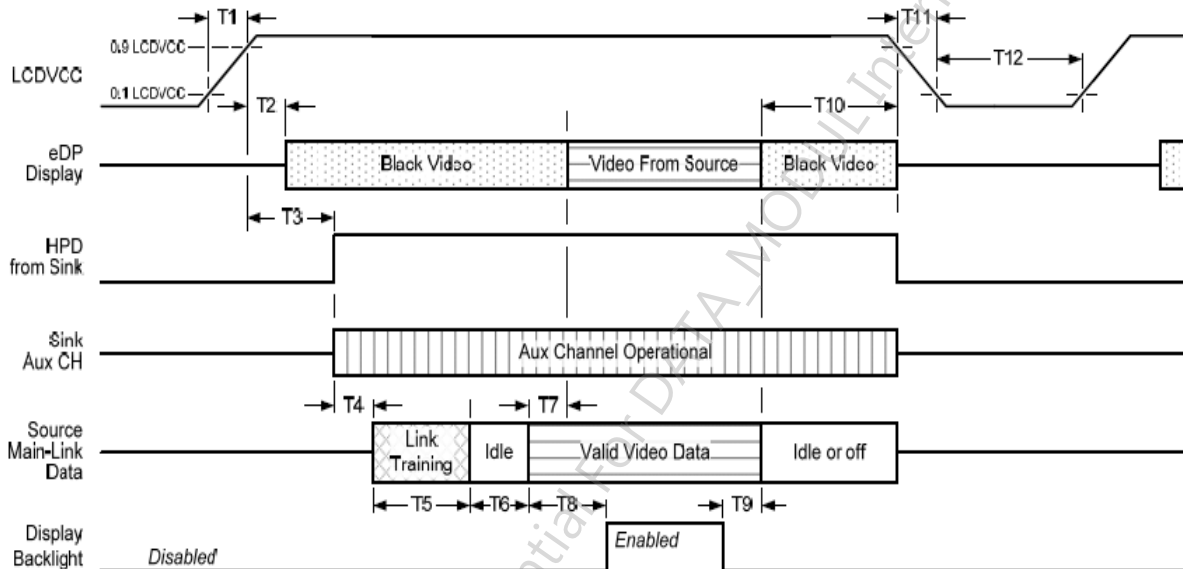 T1
T11
0.9 LCDVCC
LCDVCC
0.1 LCDVCC
T12
T2
T10
eDP
Display
Black Video
Video From Source
Black Video
T3
HPD
from Sink
Sink
Aux CH
Aux Channel Operational
T4
T7
Source
Main-Link
Data
Link
Training
Idle
Valid Video Data
Idle or off
T5
T6
T8
T9
Display
Backlight
Disabled
Enabled
For DATA_MODUL